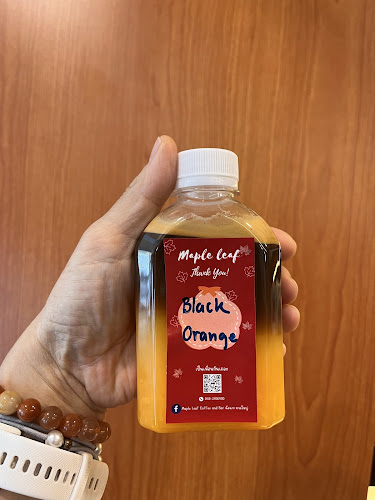 Maple leaf
Thank You!
Black
Orange
Maple Leaf Coffee and Bar